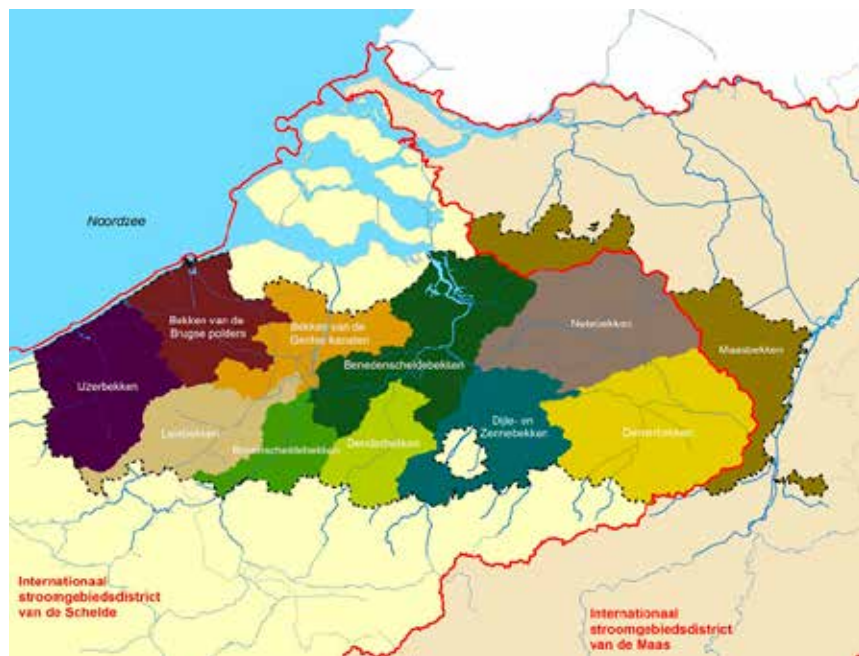 Noordzee
Bekken van de
Brugse polders
Bekken van de
Gentse kanalen
Netebekken
Maasbekken
Benedenscheldebekken
IJzerbekken
Leiebekken
Bovenscheldebekken
Denderbekken
Dijle- en
Zennebekken
Demerbekken
Internationaal
stroomgebiedsdistrict
van de Schelde
Internationaal
stroomgebiedsdistrict
van de Maas